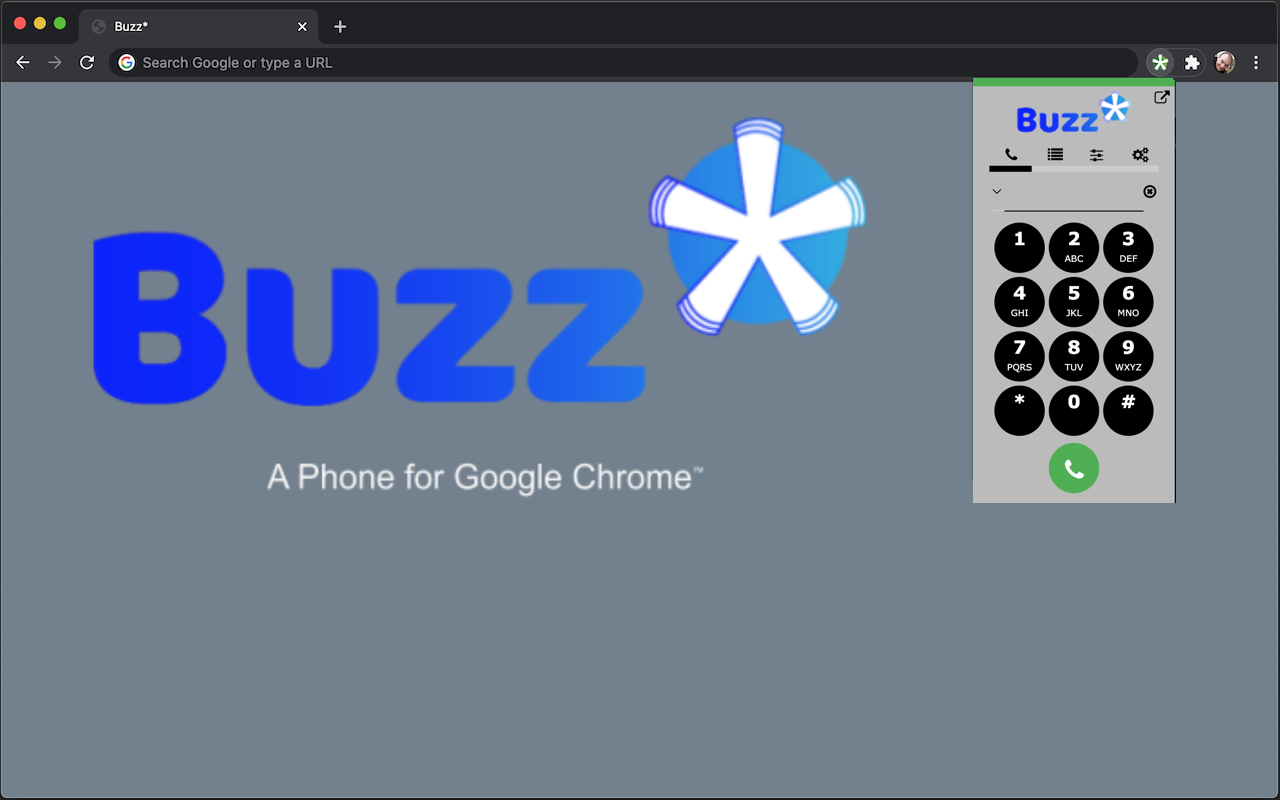 Buzz*
Search Google or type a URL
Buzz
A Phone for Google Chrome™
Buzz
1
2 ABC
3 DEF
4 GHI
5 JKL
6 MNO
7 PQRS
8 TUV
9 WXYZ
*
0
#